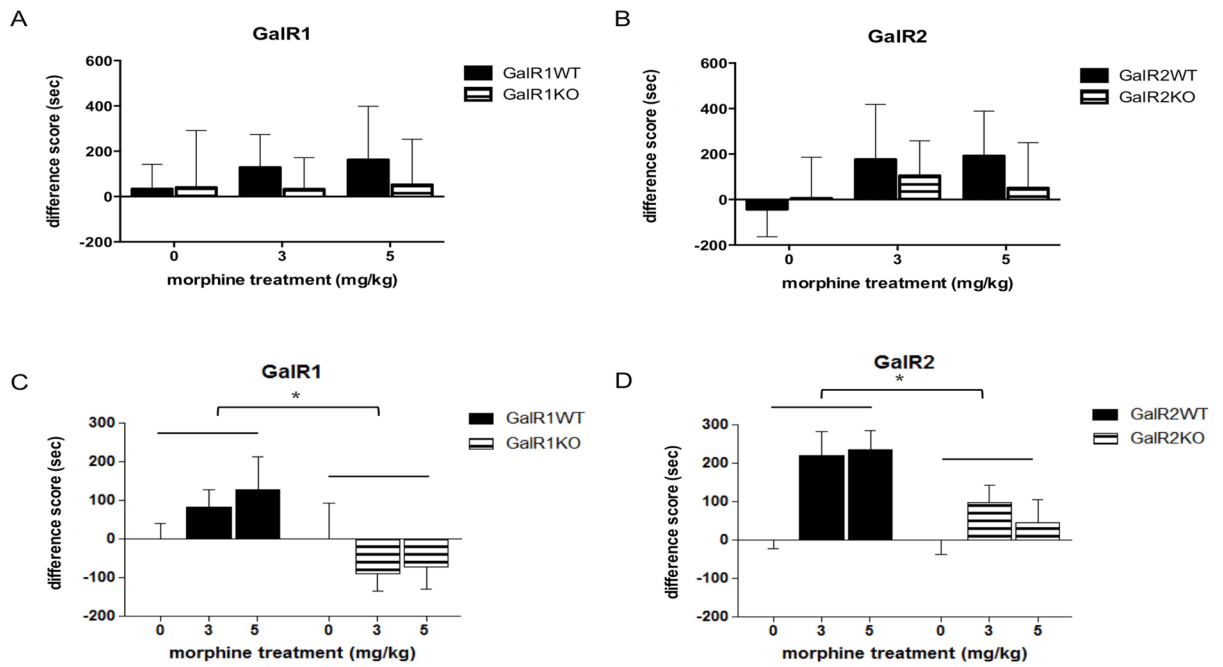 A
GalR1
difference score (sec)
600
400
200
0
-200
0 3 5
morphine treatment (mg/kg)
GalR1WT
GalR1KO
B
GalR2
difference score (sec)
600
400
200
0
-200
0 3 5
morphine treatment (mg/kg)
GalR2WT
GalR2KO
C
GalR1
*
difference score (sec)
300
200
100
0
-100
-200
0 3 5 0 3 5
morphine treatment (mg/kg)
GalR1WT
GalR1KO
D
GalR2
*
difference score (sec)
300
200
100
0
-100
-200
0 3 5 0 3 5
morphine treatment (mg/kg)
GalR2WT
GalR2KO